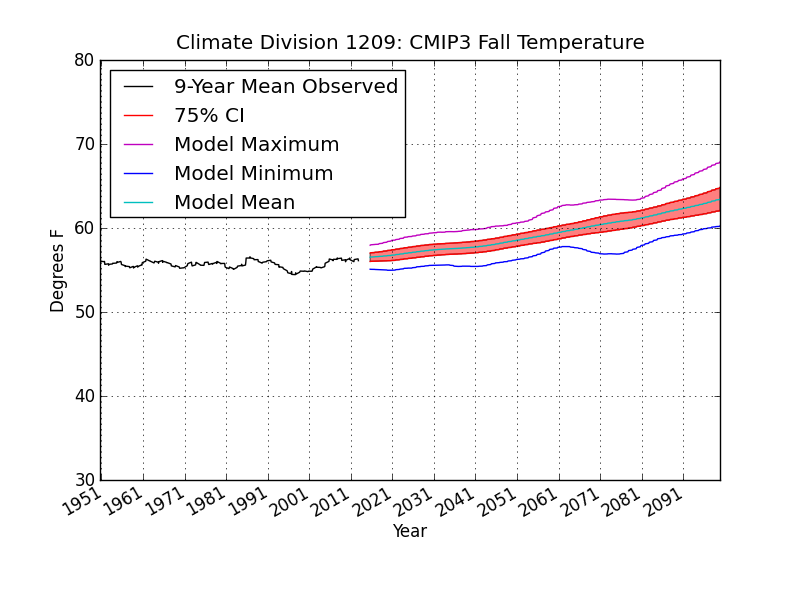 Climate Division 1209: CMIP3 Fall Temperature
80
70
60
50
40
30
Degrees F
9-Year Mean Observed
75% CI
Model Maximum
Model Minimum
Model Mean
1951 1961 1971 1981 1991 2001 2011 2021 2031 2041 2051 2061 2071 2081 2091
Year